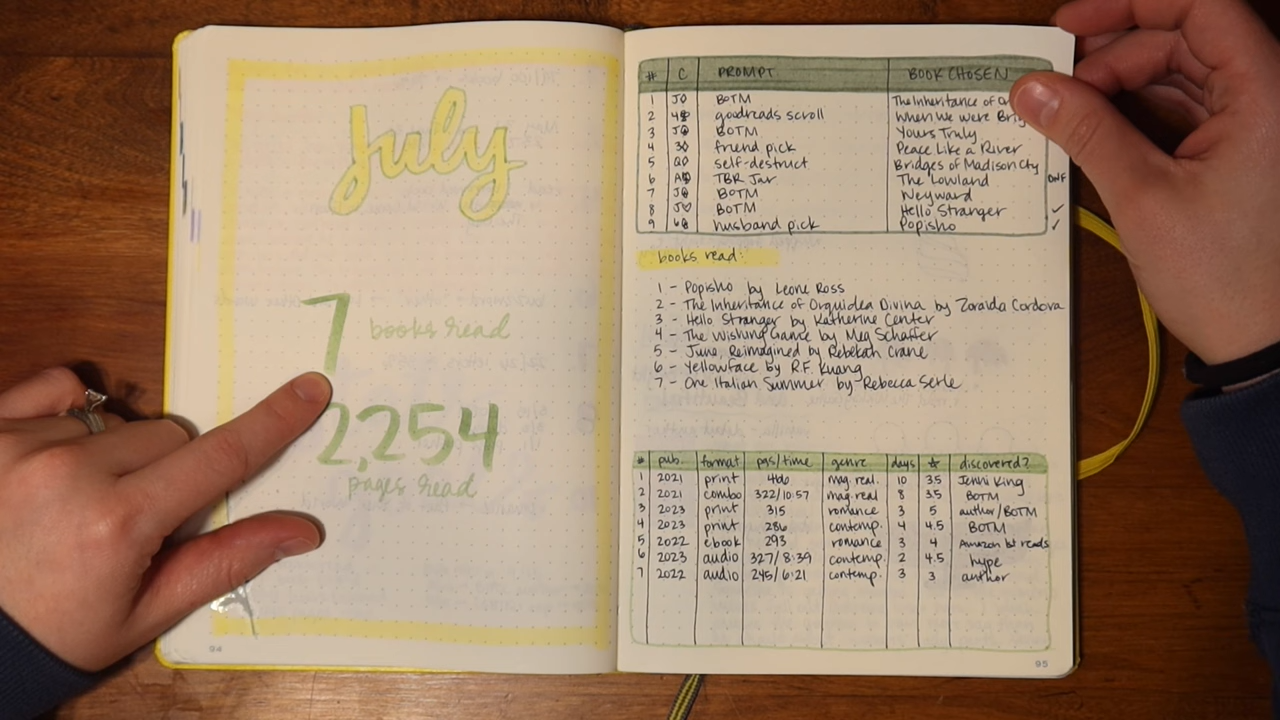 July
7
books read
2,254
pages read
94
# C PROMPT BOOK CHOSEN
1 BOTM The Inheritance of
2 goodreads scroll When we were
3 BOTM Yours Truly
4 friend pick Peace Like a River
5 self-destruct Bridges of Madison Cty
6 TBR Jar The Lowland DNF
7 BOTM Weyward
8 J♡ BOTM Hello Stranger ✓
9 husband pick Popisho ✓
books read:
1 - Popisho by Leone Ross
2 - The Inheritance of Orquidea Divina by Zoraida Cordova
3 - Hello Stranger by Katherine Center
4 - The Wishing Game by Meg Schaffer
5 - June, Reimagined by Rebekah Crane
6 - Yellowface by R.F. Kuang
7 - One Italian Summer by Rebecca Serle
# pub. format pgs/time genre days ☆ discovered?
1 2021 print 466 mag. real. 10 3.5 Jenni King
2 2021 combo 322/10:57 mag. real 8 3.5 BOTM
3 2023 print 315 romance 3 5 author/BOTM
4 2023 print 286 contemp. 4 4.5 BOTM
5 2022 ebook 293 romance 3 4 Amazon 1st reads
6 2023 audio 327/8:39 contemp. 2 4.5 hype
7 2022 audio 245/6:21 contemp. 3 3 author
95